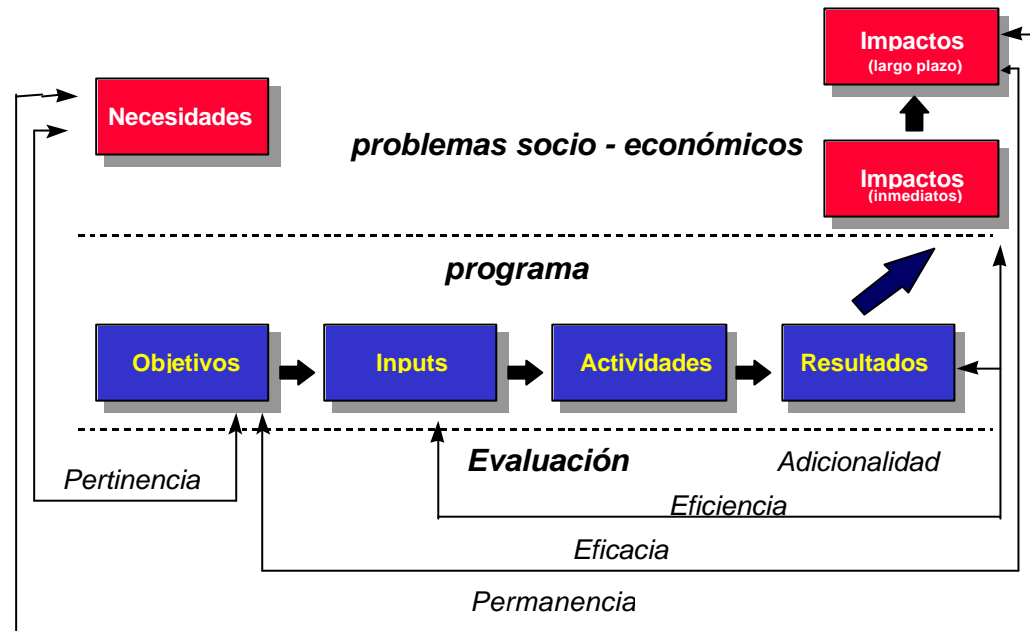 Impactos
(largo plazo)
Necesidades
problemas socio - económicos
Impactos
(inmediatos)
programa
Objetivos
Inputs
Actividades
Resultados
Evaluación
Adicionalidad
Pertinencia
Eficiencia
Eficacia
Permanencia